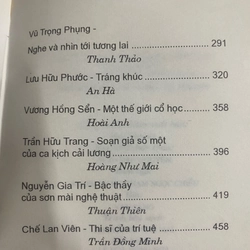 Vũ Trọng Phụng -
Nghe và nhìn tới tương lai 291
Thanh Thảo
Lưu Hữu Phước - Tráng khúc 320
An Hà
Vương Hồng Sển - Một thế giới cổ học 358
Hoài Anh
Trần Hữu Trang - Soạn giả số một
của ca kịch cải lương 396
Hoàng Như Mai
Nguyễn Gia Trí - Bậc thầy
của sơn mài nghệ thuật 419
Thuận Thiên
Chế Lan Viên - Thi sĩ của trí tuệ 458
Trần Đồng Minh